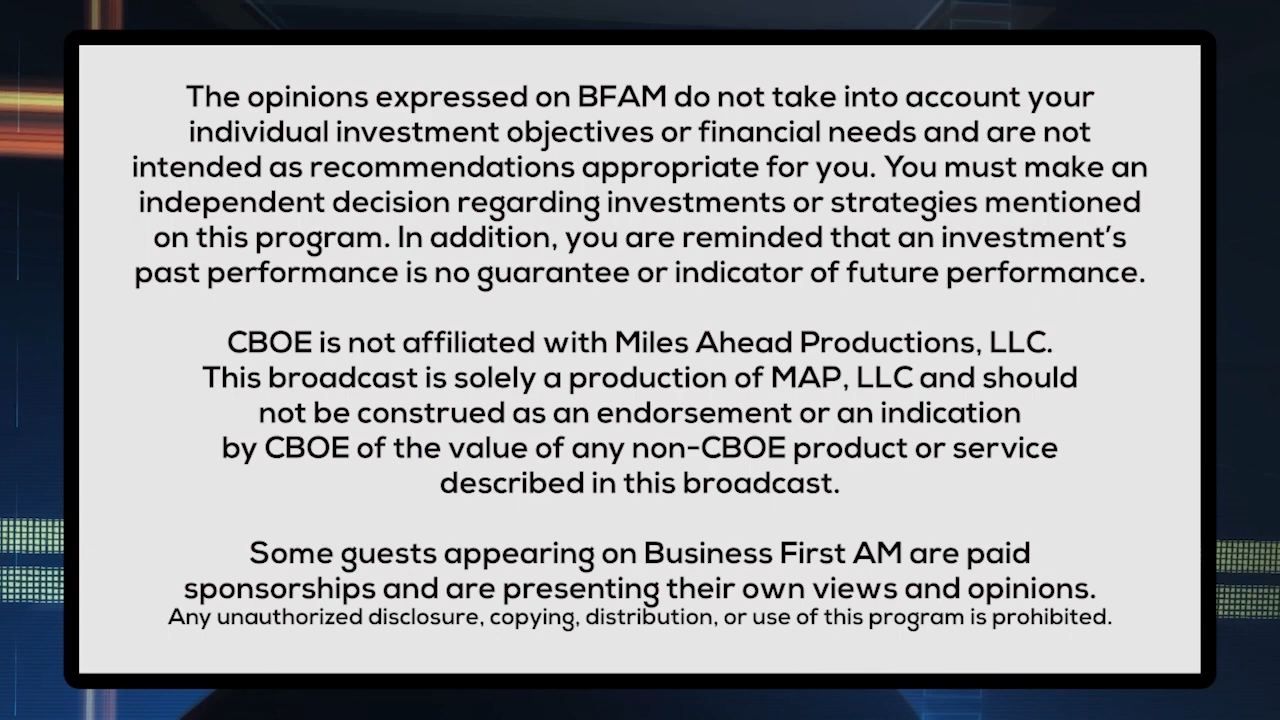 The opinions expressed on BFAM do not take into account your
individual investment objectives or financial needs and are not
intended as recommendations appropriate for you. You must make an
independent decision regarding investments or strategies mentioned
on this program. In addition, you are reminded that an investment's
past performance is no guarantee or indicator of future performance.
CBOE is not affiliated with Miles Ahead Productions, LLC.
This broadcast is solely a production of MAP, LLC and should
not be construed as an endorsement or an indication
by CBOE of the value of any non-CBOE product or service
described in this broadcast.
Some guests appearing on Business First AM are paid
sponsorships and are presenting their own views and opinions.
Any unauthorized disclosure, copying, distribution, or use of this program is prohibited.